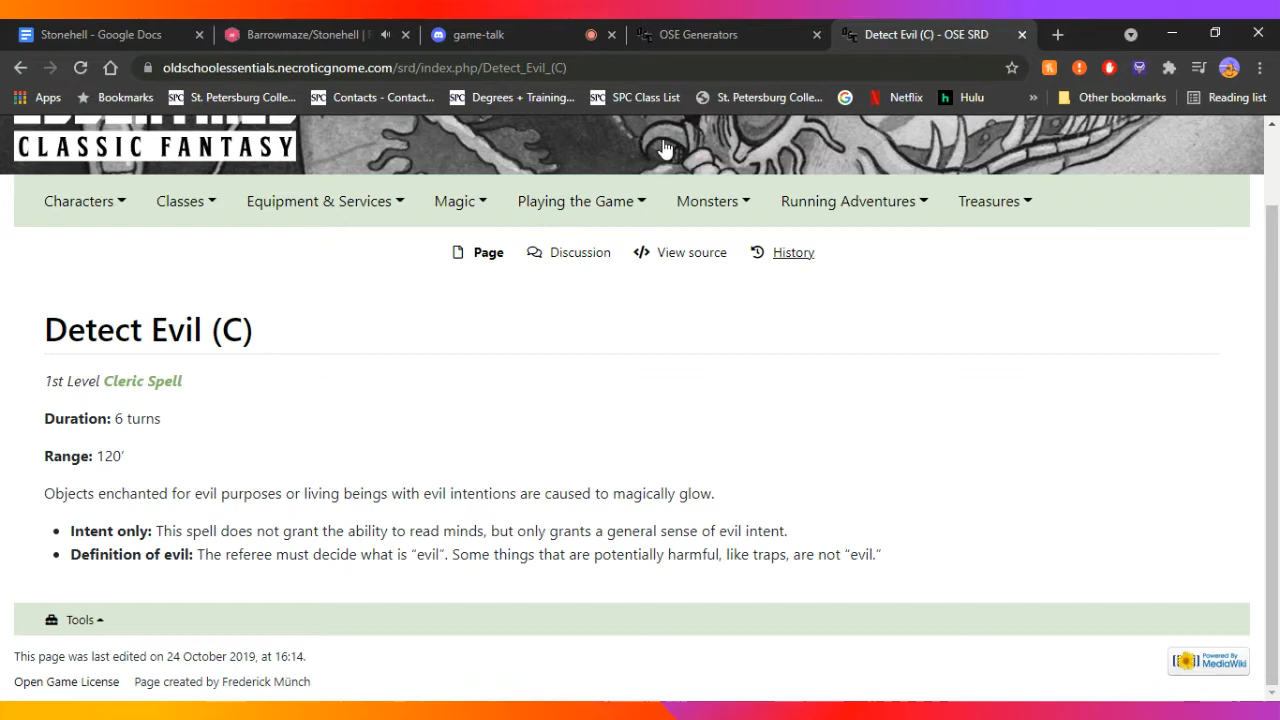 Stonehell - Google Docs
Barrowmaze/Stonehell |
game-talk
OSE Generators
Detect Evil (C) - OSE SRD
oldschoolessentials.necroticgnome.com/srd/index.php/Detect_Evil_(C)
Apps
Bookmarks
SPC St. Petersburg Colle...
SPC Contacts - Contact...
SPC Degrees + Training...
SPC SPC Class List
St. Petersburg Colle...
Netflix
h Hulu
»
Other bookmarks
Reading list
CLASSIC FANTASY
Characters
Classes
Equipment & Services
Magic
Playing the Game
Monsters
Running Adventures
Treasures
Page
Discussion
View source
History
Detect Evil (C)
1st Level Cleric Spell
Duration: 6 turns
Range: 120′
Objects enchanted for evil purposes or living beings with evil intentions are caused to magically glow.
• Intent only: This spell does not grant the ability to read minds, but only grants a general sense of evil intent.
• Definition of evil: The referee must decide what is “evil”. Some things that are potentially harmful, like traps, are not “evil.”
Tools
This page was last edited on 24 October 2019, at 16:14.
Powered By
MediaWiki
Open Game License
Page created by Frederick Münch